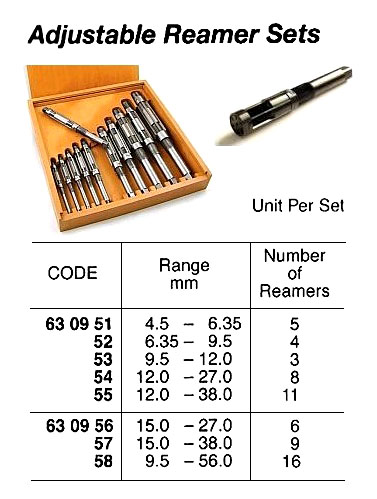 Adjustable Reamer Sets
Unit Per Set
CODE Range mm Number of Reamers
63 09 51 4.5 – 6.35 5
52 6.35 – 9.5 4
53 9.5 – 12.0 3
54 12.0 – 27.0 8
55 12.0 – 38.0 11
63 09 56 15.0 – 27.0 6
57 15.0 – 38.0 9
58 9.5 – 56.0 16